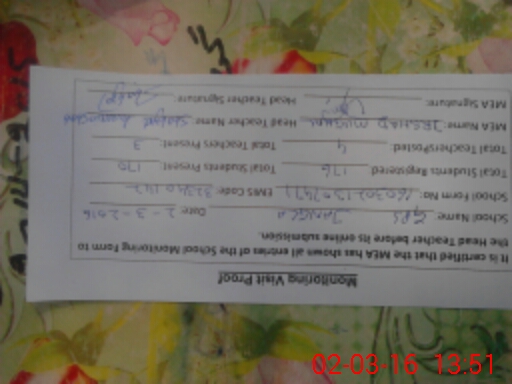 Monitoring Visit Proof
It is certified that the MEA has shown all entries of the School Monitoring Form to
the Head Teacher before its online submission.
School Name: GPS Date: 2-3-2016
School Form No: EMIS Code:
Total Students Registered: 176 Total Students Present: 170
Total Teachers Posted: 4 Total Teachers Present: 3
MEA Name: IRSHAD MUGHAL Head Teacher Name:
MEA Signature: Head Teacher Signature:
02-03-16 13:51